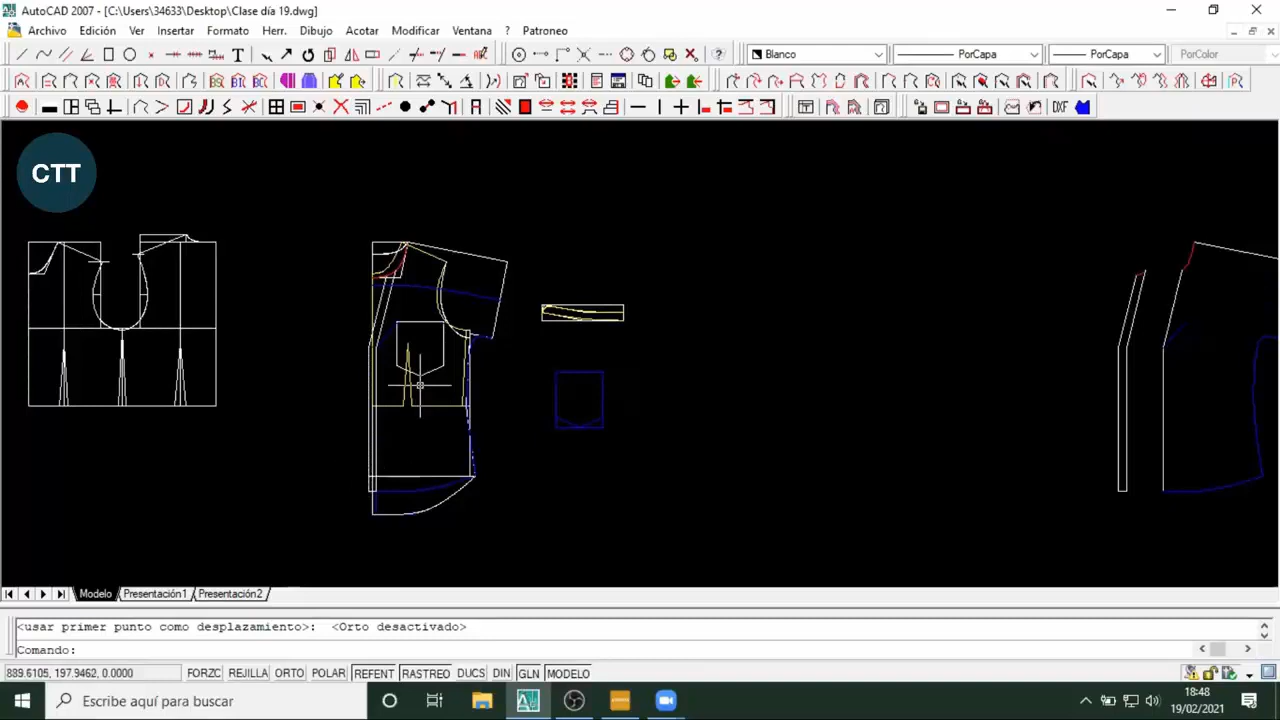 AutoCAD 2007 - [C:\Users\34633\Desktop\Clase día 19.dwg]
Archivo Edición Ver Insertar Formato Herr. Dibujo Acotar Modificar Ventana ? Patroneo
Blanco PorCapa PorCapa PorColor
DXF
CTT
Modelo Presentación1 Presentación2
<usar primer punto como desplazamiento>: <Orto desactivado>
Comando:
889.6105, 197.9462, 0.0000 FORZC REJILLA ORTO POLAR REFENT RASTREO DUCS DIN GLN MODELO
Escribe aquí para buscar
18:48
19/02/2021